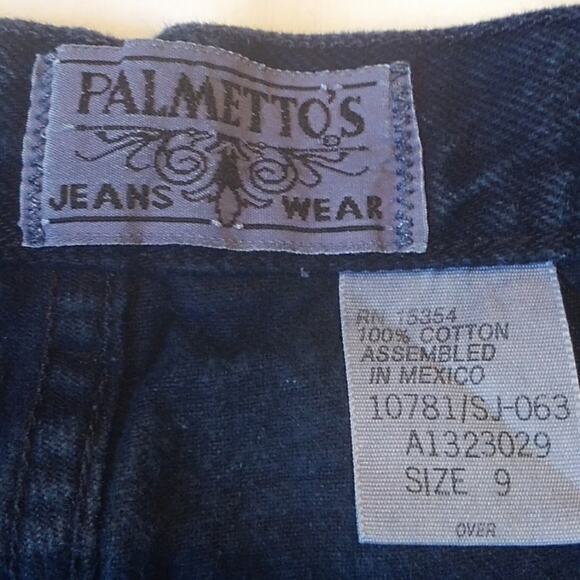 PALMETTO'S
JEANS WEAR
RN 15354
100% COTTON
ASSEMBLED
IN MEXICO
10781/SJ-063
A1323029
SIZE 9
OVER